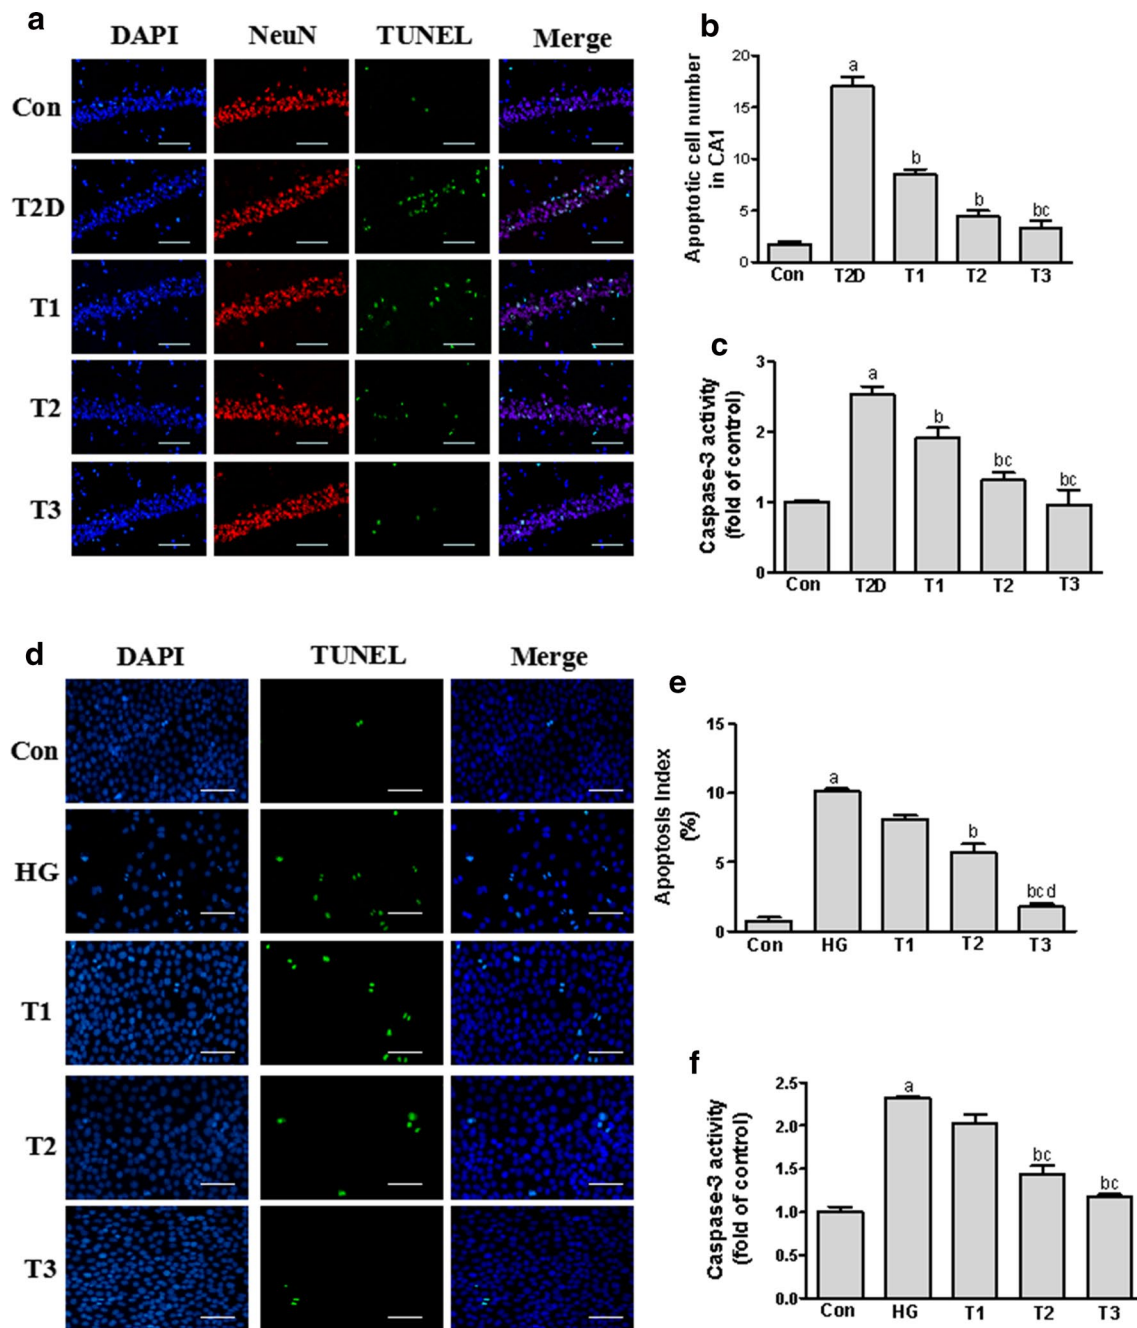 a
DAPI NeuN TUNEL Merge
Con
T2D
T1
T2
T3
b
Apoptotic cell number
in CA1
20
15
10
5
0
a
b
b
bc
Con T2D T1 T2 T3
c
Caspase-3 activity
(fold of control)
3
2
1
0
a
b
bc
bc
Con T2D T1 T2 T3
d
DAPI TUNEL Merge
Con
HG
T1
T2
T3
e
Apoptosis Index
(%)
15
10
5
0
a
b
bcd
Con HG T1 T2 T3
f
Caspase-3 activity
(fold of control)
2.5
2.0
1.5
1.0
0.5
0.0
a
bc
bc
Con HG T1 T2 T3